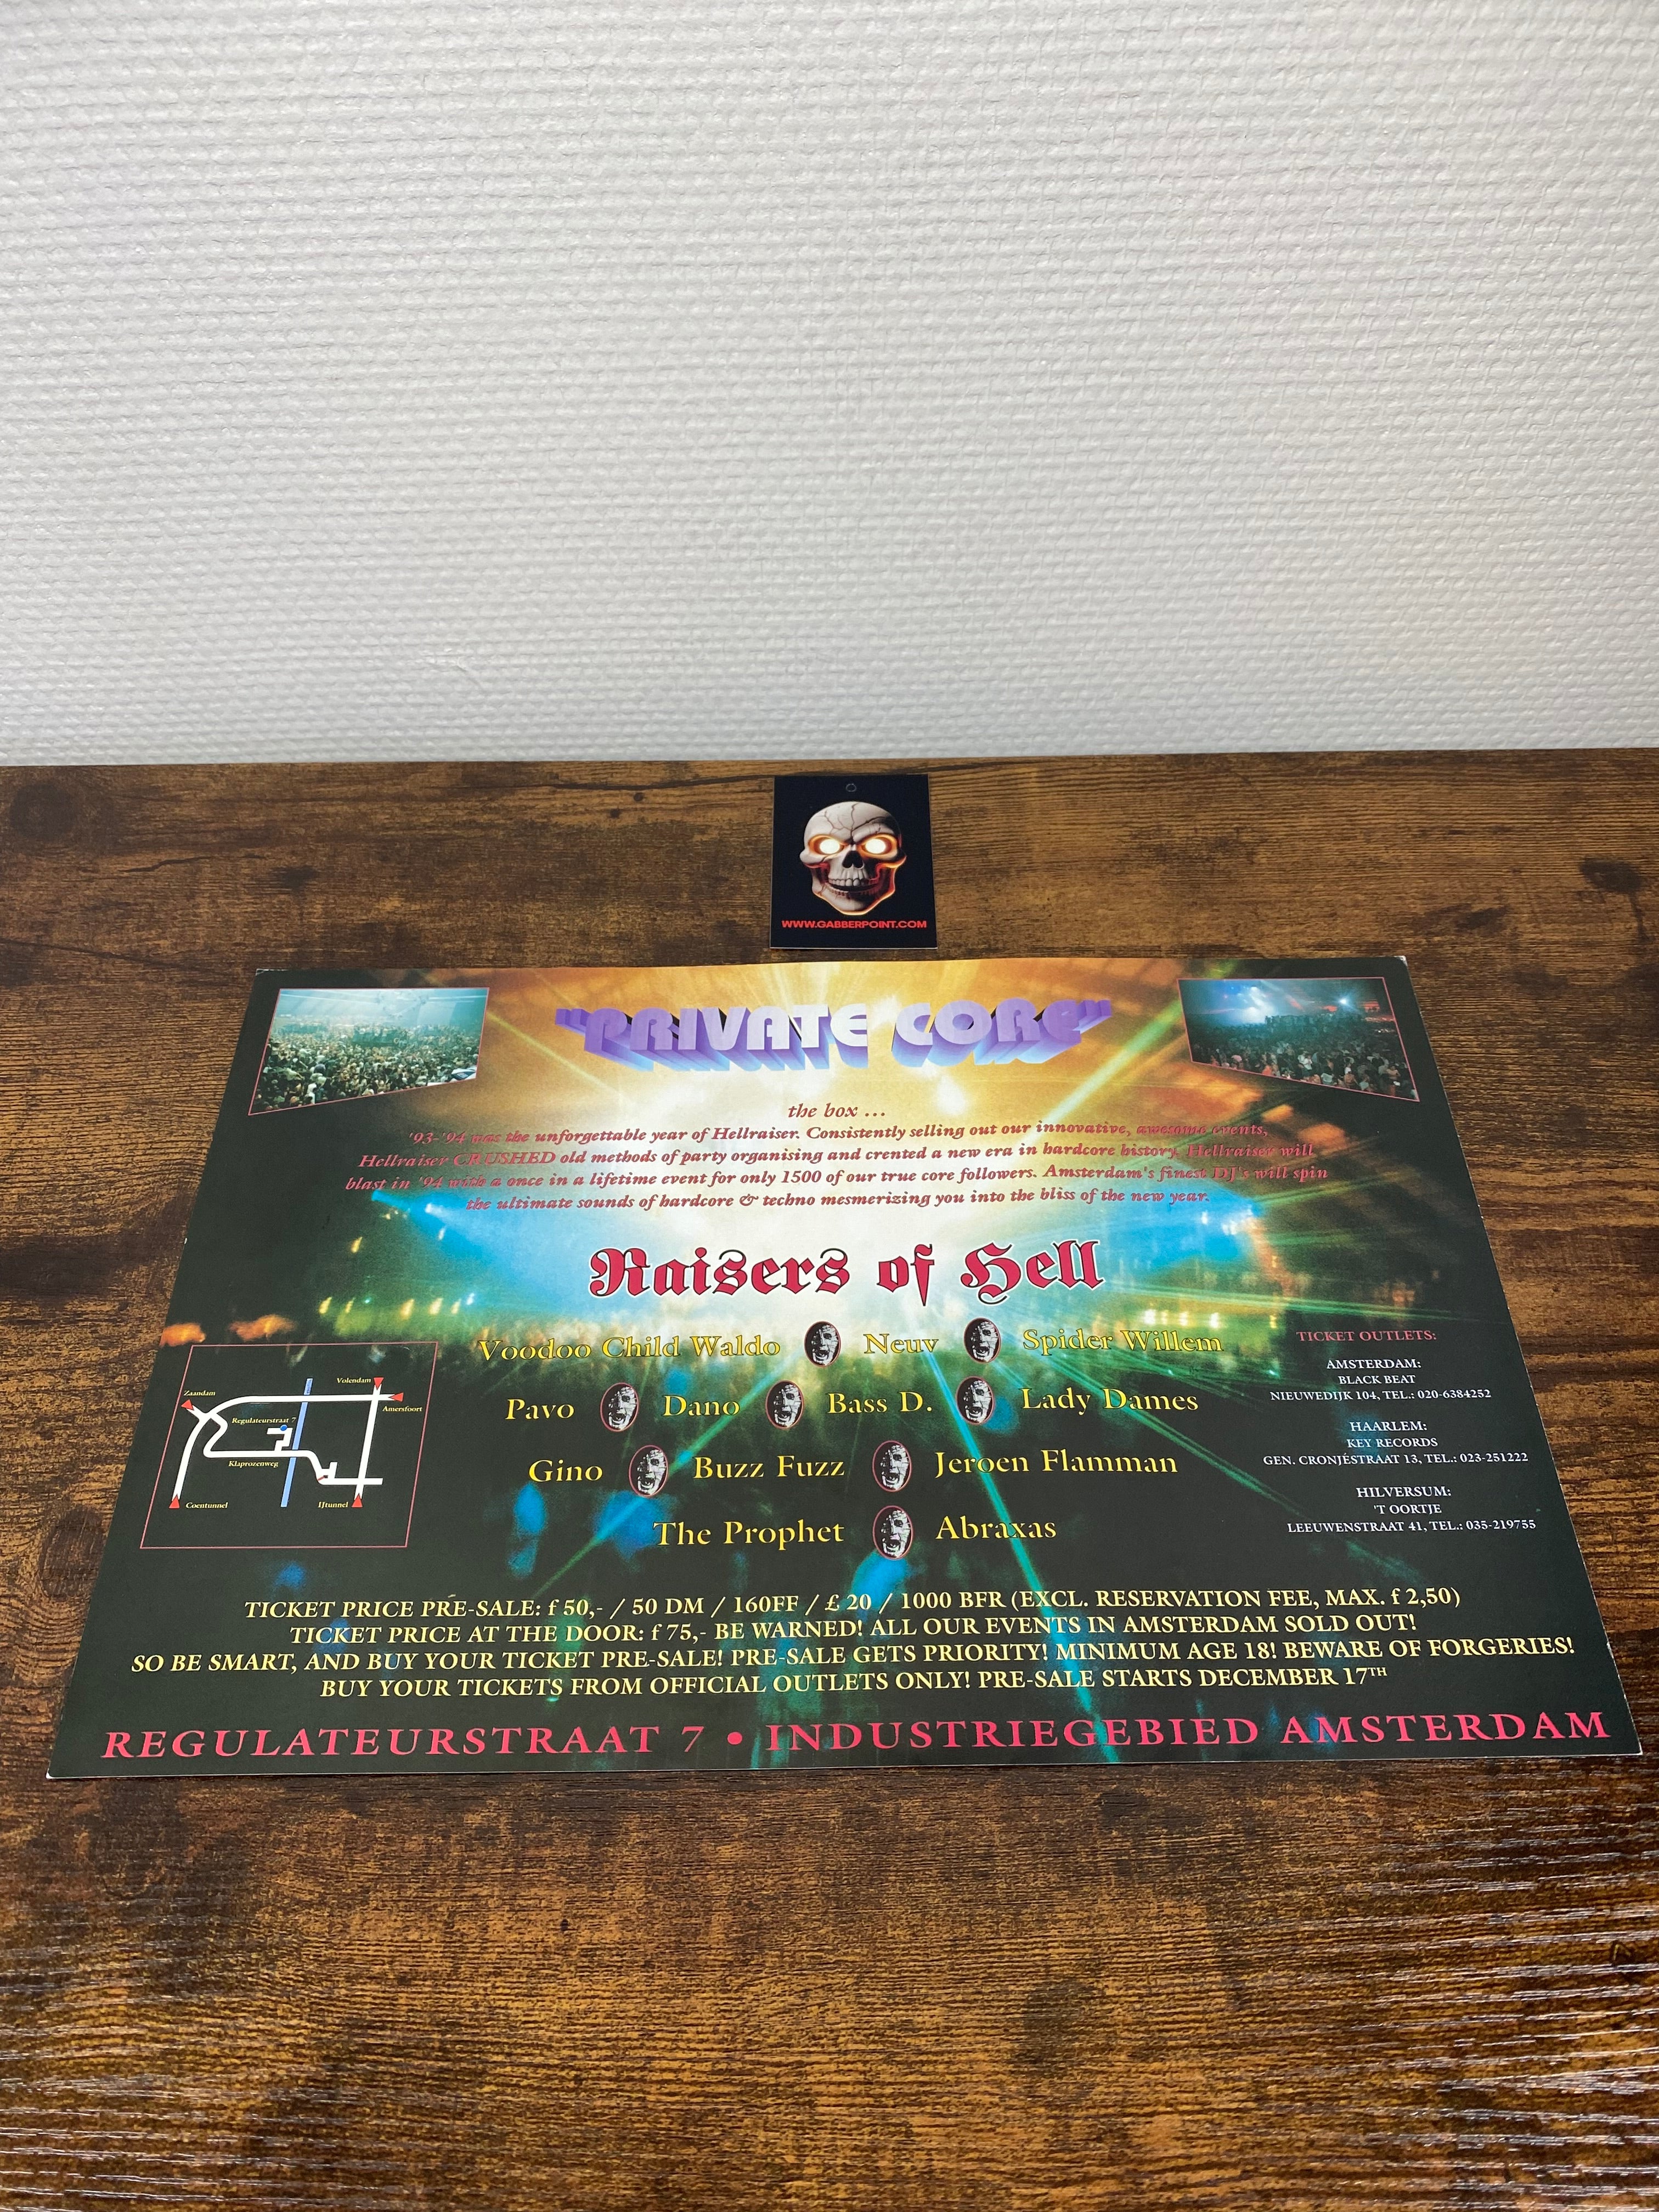 WWW.GABBERPOINT.COM
"PRIVATE CORE"
the box ...
'93-'94 was the unforgettable year of Hellraiser. Consistently selling out our innovative, awesome events,
Hellraiser CRUSHED old methods of party organising and crented a new era in hardcore history. Hellraiser will
blast in '94 with a once in a lifetime event for only 1500 of our true core followers. Amsterdam's finest DJ's will spin
the ultimate sounds of hardcore & techno mesmerizing you into the bliss of the new year.
Raisers of Hell
Voodoo Child Waldo Neuv Spider Willem
Pavo Dano Bass D. Lady Dames
Gino Buzz Fuzz Jeroen Flamman
The Prophet Abraxas
Zaandam
Volendam
Amersfoort
Regulateurstraat 7
Klaprozenweg
Coentunnel
IJtunnel
TICKET OUTLETS:
AMSTERDAM:
BLACK BEAT
NIEUWEDIJK 104, TEL.: 020-6384252
HAARLEM:
KEY RECORDS
GEN. CRONJÉSTRAAT 13, TEL.: 023-251222
HILVERSUM:
'T OORTJE
LEEUWENSTRAAT 41, TEL.: 035-219755
TICKET PRICE PRE-SALE: f 50,- / 50 DM / 160FF / £ 20 / 1000 BFR (EXCL. RESERVATION FEE, MAX. f 2,50)
TICKET PRICE AT THE DOOR: f 75,- BE WARNED! ALL OUR EVENTS IN AMSTERDAM SOLD OUT!
SO BE SMART, AND BUY YOUR TICKET PRE-SALE! PRE-SALE GETS PRIORITY! MINIMUM AGE 18! BEWARE OF FORGERIES!
BUY YOUR TICKETS FROM OFFICIAL OUTLETS ONLY! PRE-SALE STARTS DECEMBER 17TH
REGULATEURSTRAAT 7 • INDUSTRIEGEBIED AMSTERDAM